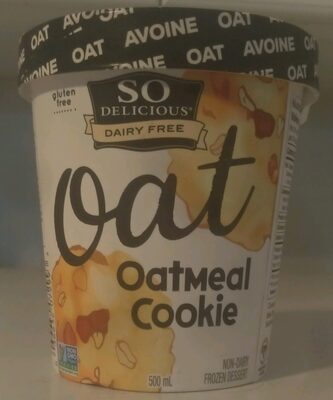 OAT AVOINE OAT AVOINE OAT
AVOINE OAT AVOINE OAT
gluten
free
SO
DELICIOUS®
DAIRY FREE
Oat
Oatmeal
Cookie
NON-DAIRY
FROZEN DESSERT
500 mL